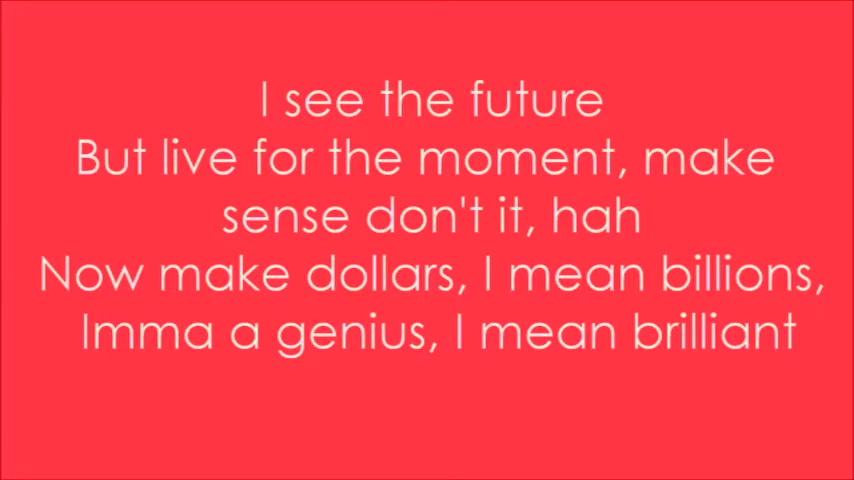 I see the future
But live for the moment, make
sense don't it, hah
Now make dollars, I mean billions,
Imma a genius, I mean brilliant